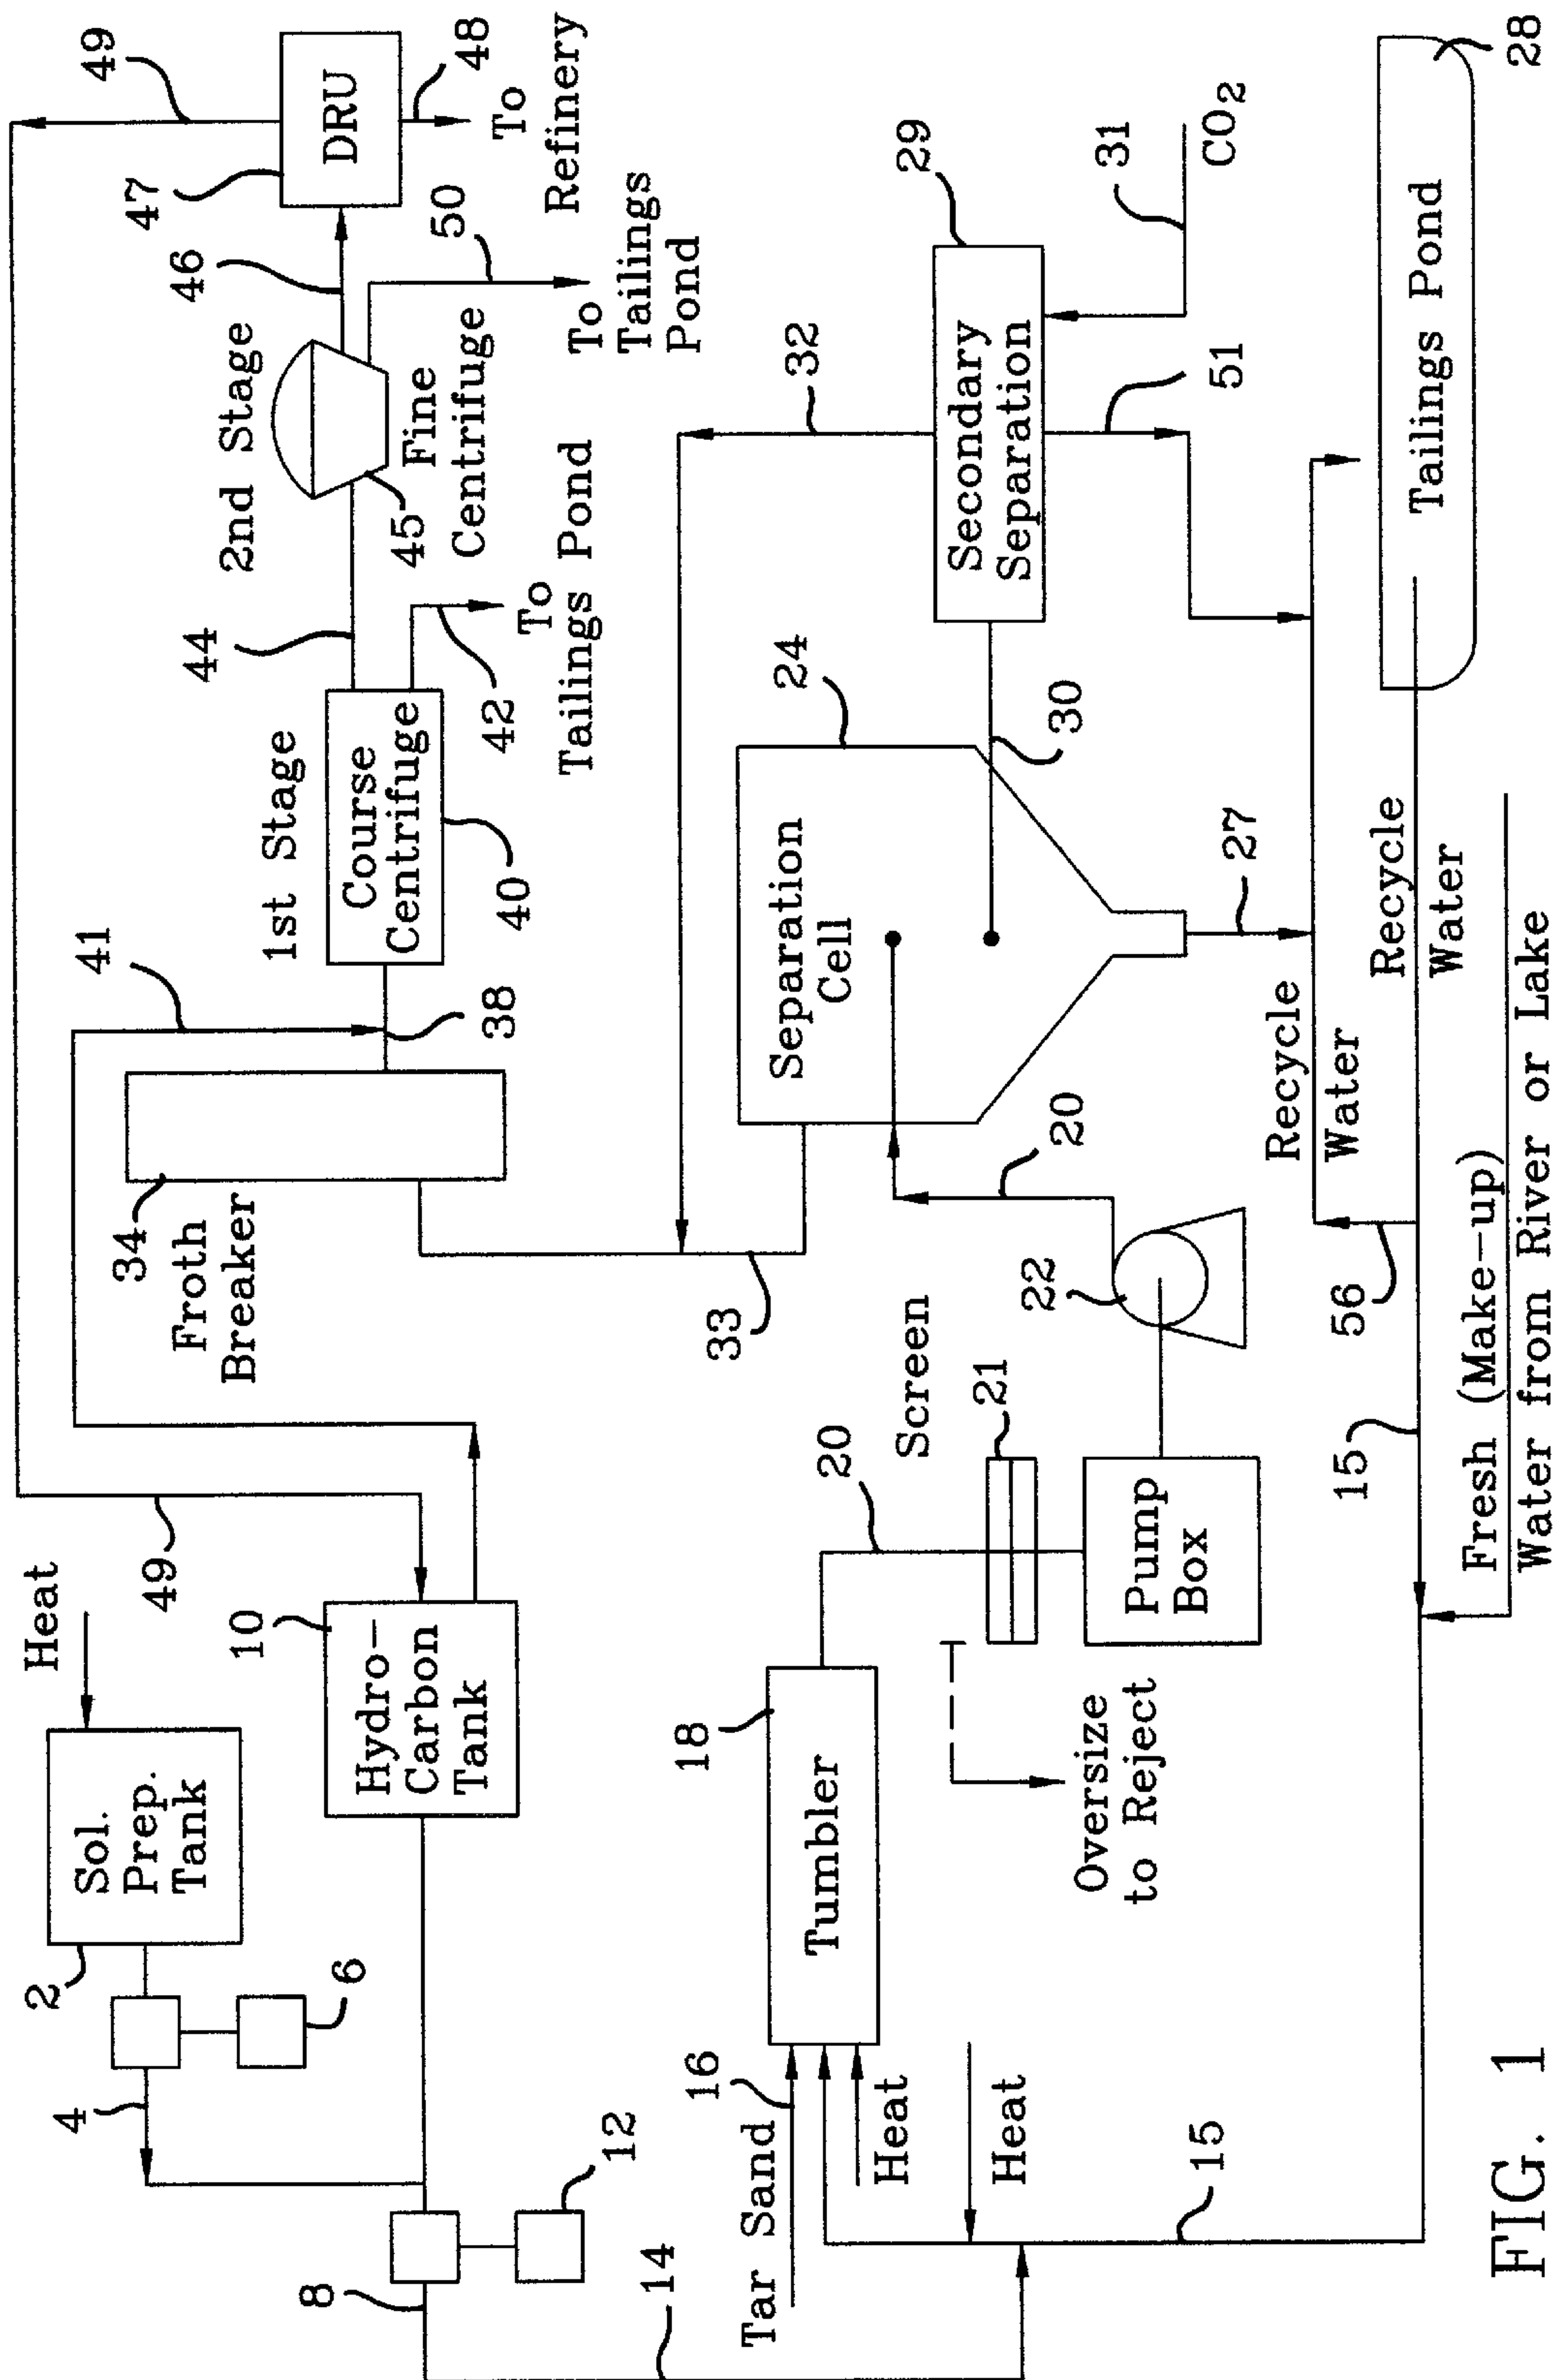 49
DRU
47
48
To
Refinery
46
50
To
Tailings
Pond
2nd Stage
45
Fine
Centrifuge
44
42
To
Tailings Pond
1st Stage
Course
Centrifuge
40
41
38
34
Froth
Breaker
49
Heat
10
Hydro-
Carbon
Tank
Sol.
Prep.
Tank
2
6
4
12
8
14
Tar Sand
16
Heat
Heat
15
18
Tumbler
Oversize
to Reject
20
Screen
21
Pump
Box
22
20
33
Separation
Cell
24
30
27
32
Secondary
Separation
29
31
CO2
51
Recycle
Water
Recycle
Water
56
15
Tailings Pond
28
Fresh (Make-up)
Water from River or Lake
FIG. 1